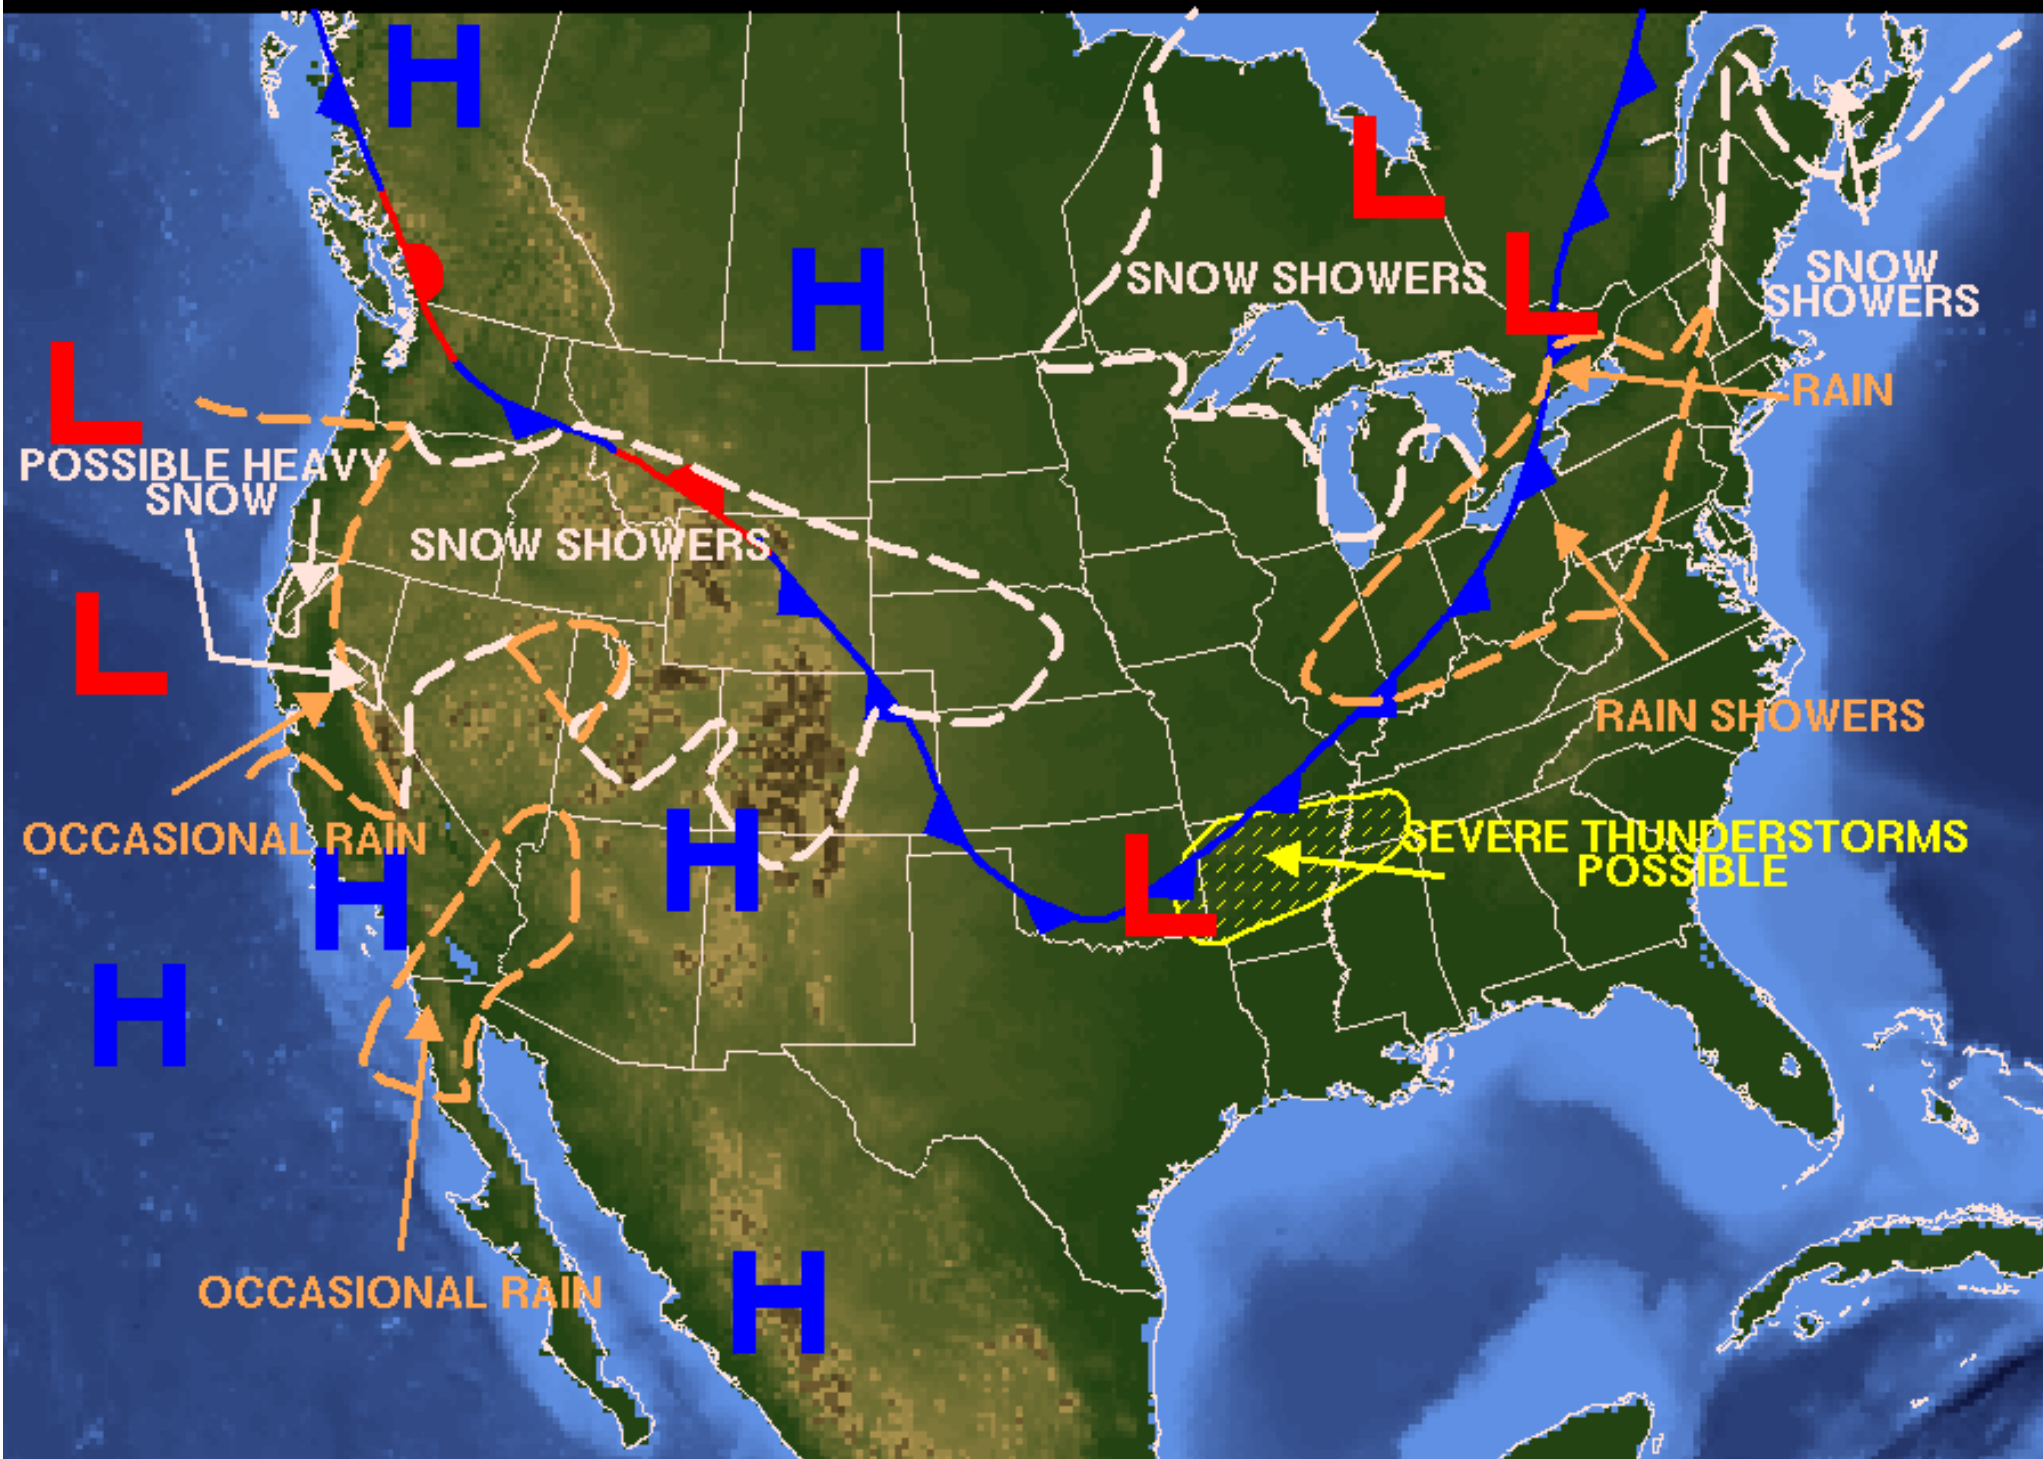 H
L
L
H
SNOW SHOWERS
SNOW
SHOWERS
L
RAIN
POSSIBLE HEAVY
SNOW
SNOW SHOWERS
L
RAIN SHOWERS
OCCASIONAL RAIN
SEVERE THUNDERSTORMS
POSSIBLE
H
H
L
H
OCCASIONAL RAIN
H